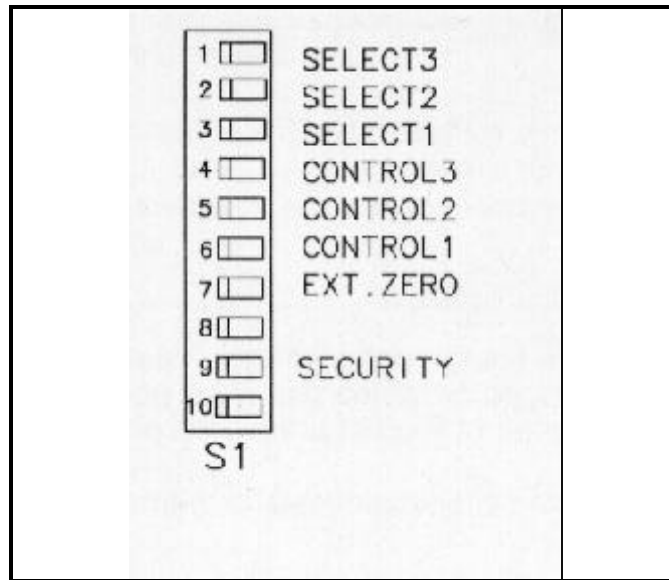 1 SELECT3
2 SELECT2
3 SELECT1
4 CONTROL3
5 CONTROL2
6 CONTROL1
7 EXT.ZERO
8
9 SECURITY
10
S1